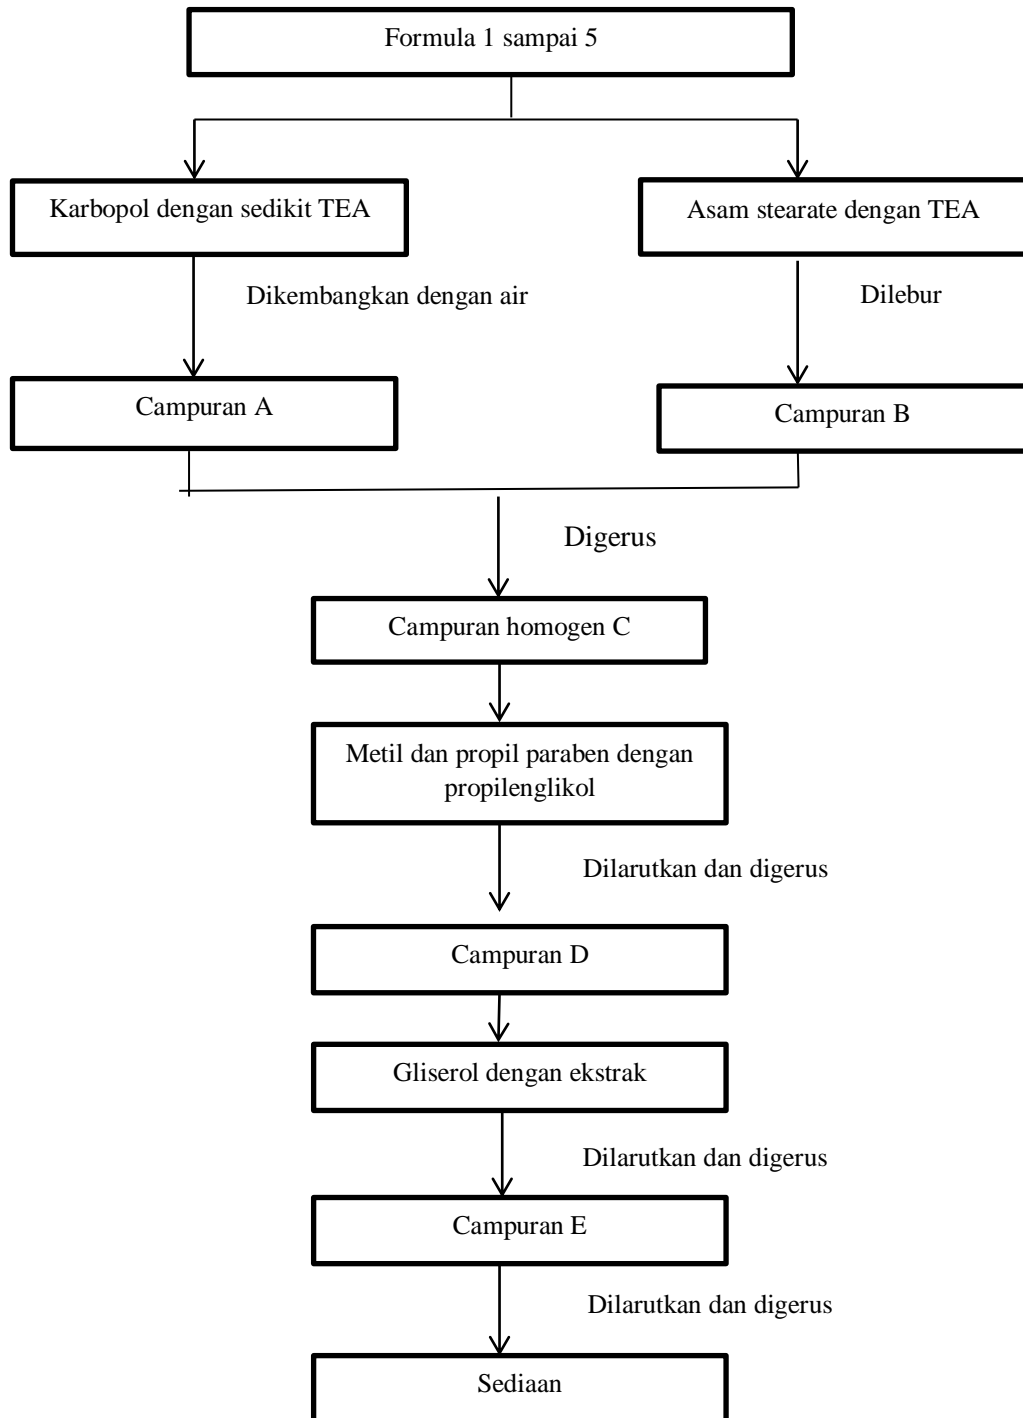 Formula 1 sampai 5
Karbopol dengan sedikit TEA
Asam stearate dengan TEA
Dikembangkan dengan air
Dilebur
Campuran A
Campuran B
Digerus
Campuran homogen C
Metil dan propil paraben dengan
propilenglikol
Dilarutkan dan digerus
Campuran D
Gliserol dengan ekstrak
Dilarutkan dan digerus
Campuran E
Dilarutkan dan digerus
Sediaan